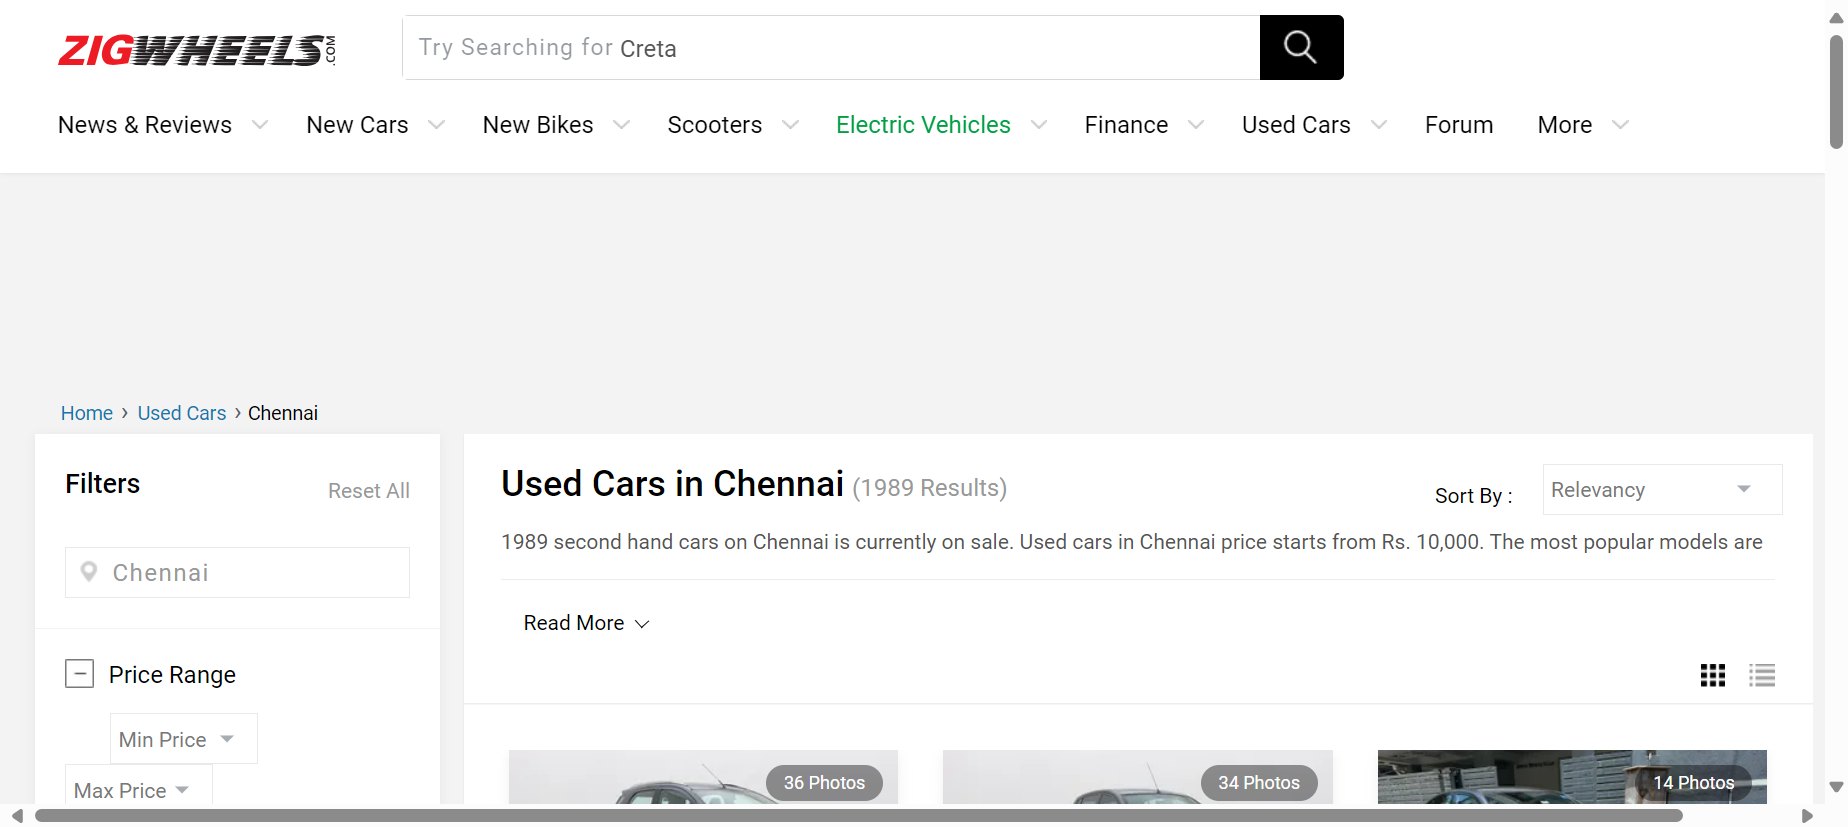 ZIGWHEELS.COM
Try Searching for Creta
News & Reviews New Cars New Bikes Scooters Electric Vehicles Finance Used Cars Forum More
Home › Used Cars › Chennai
Filters
Reset All
Chennai
Price Range
Min Price
Max Price
Used Cars in Chennai (1989 Results)
Sort By :
Relevancy
1989 second hand cars on Chennai is currently on sale. Used cars in Chennai price starts from Rs. 10,000. The most popular models are
Read More
36 Photos
34 Photos
14 Photos